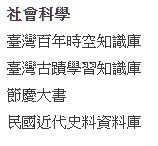 社會科學
臺灣百年時空知識庫
臺灣古蹟學習知識庫
節慶大書
民國近代史料資料庫